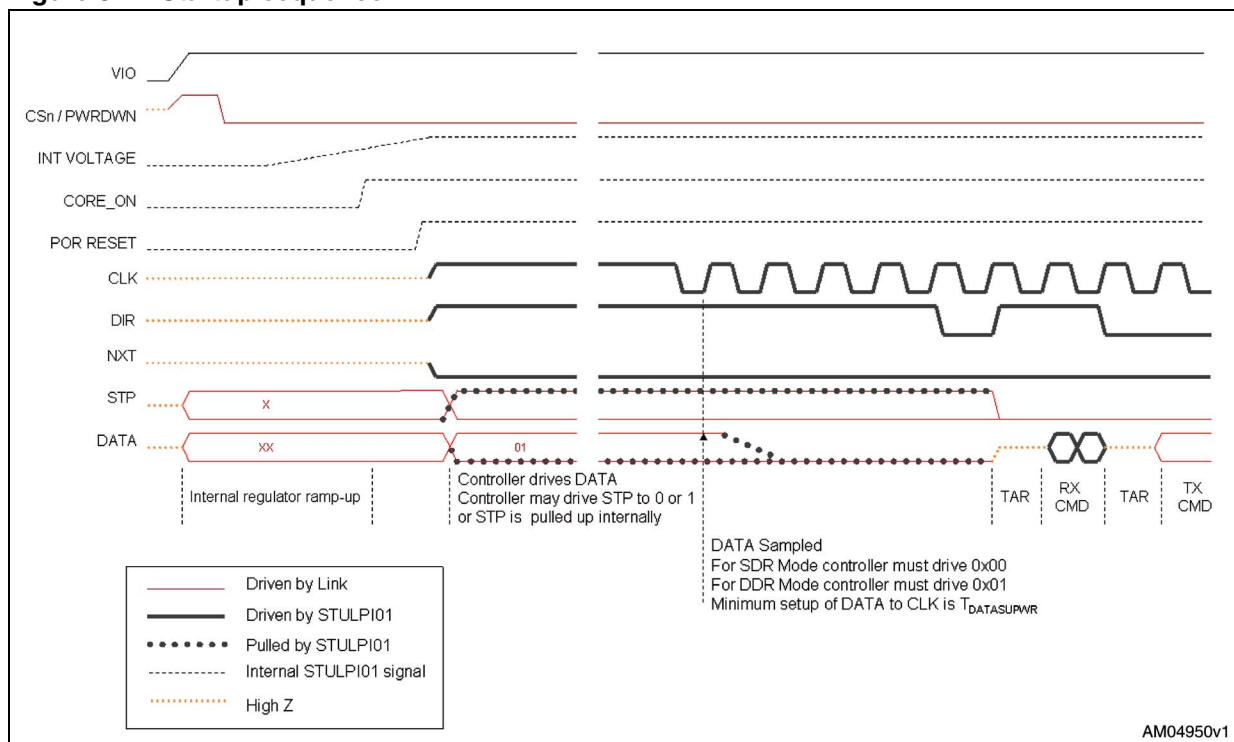 VIO
CSn / PWRDWN
INT VOLTAGE
CORE_ON
POR RESET
CLK
DIR
NXT
STP
X
DATA
XX
01
Internal regulator ramp-up
Controller drives DATA
Controller may drive STP to 0 or 1
or STP is pulled up internally
TAR
RX
CMD
TAR
TX
CMD
DATA Sampled
For SDR Mode controller must drive 0x00
For DDR Mode controller must drive 0x01
Minimum setup of DATA to CLK is TDATASUPWR
Driven by Link
Driven by STULPI01
Pulled by STULPI01
Internal STULPI01 signal
High Z
AM04950v1